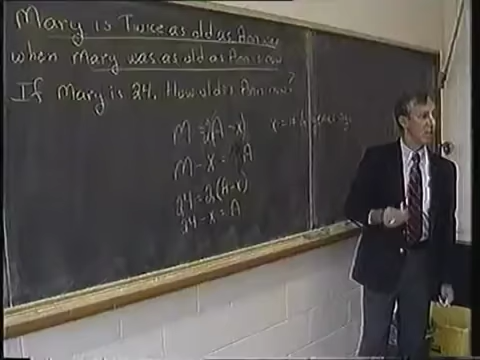 Mary is Twice as old as Ann was
when Mary was as old as Ann is now.
If Mary is 24, How old is Ann now?
M = 2(A - x)
M - x = A
24 = 2(A - x)
24 - x = A